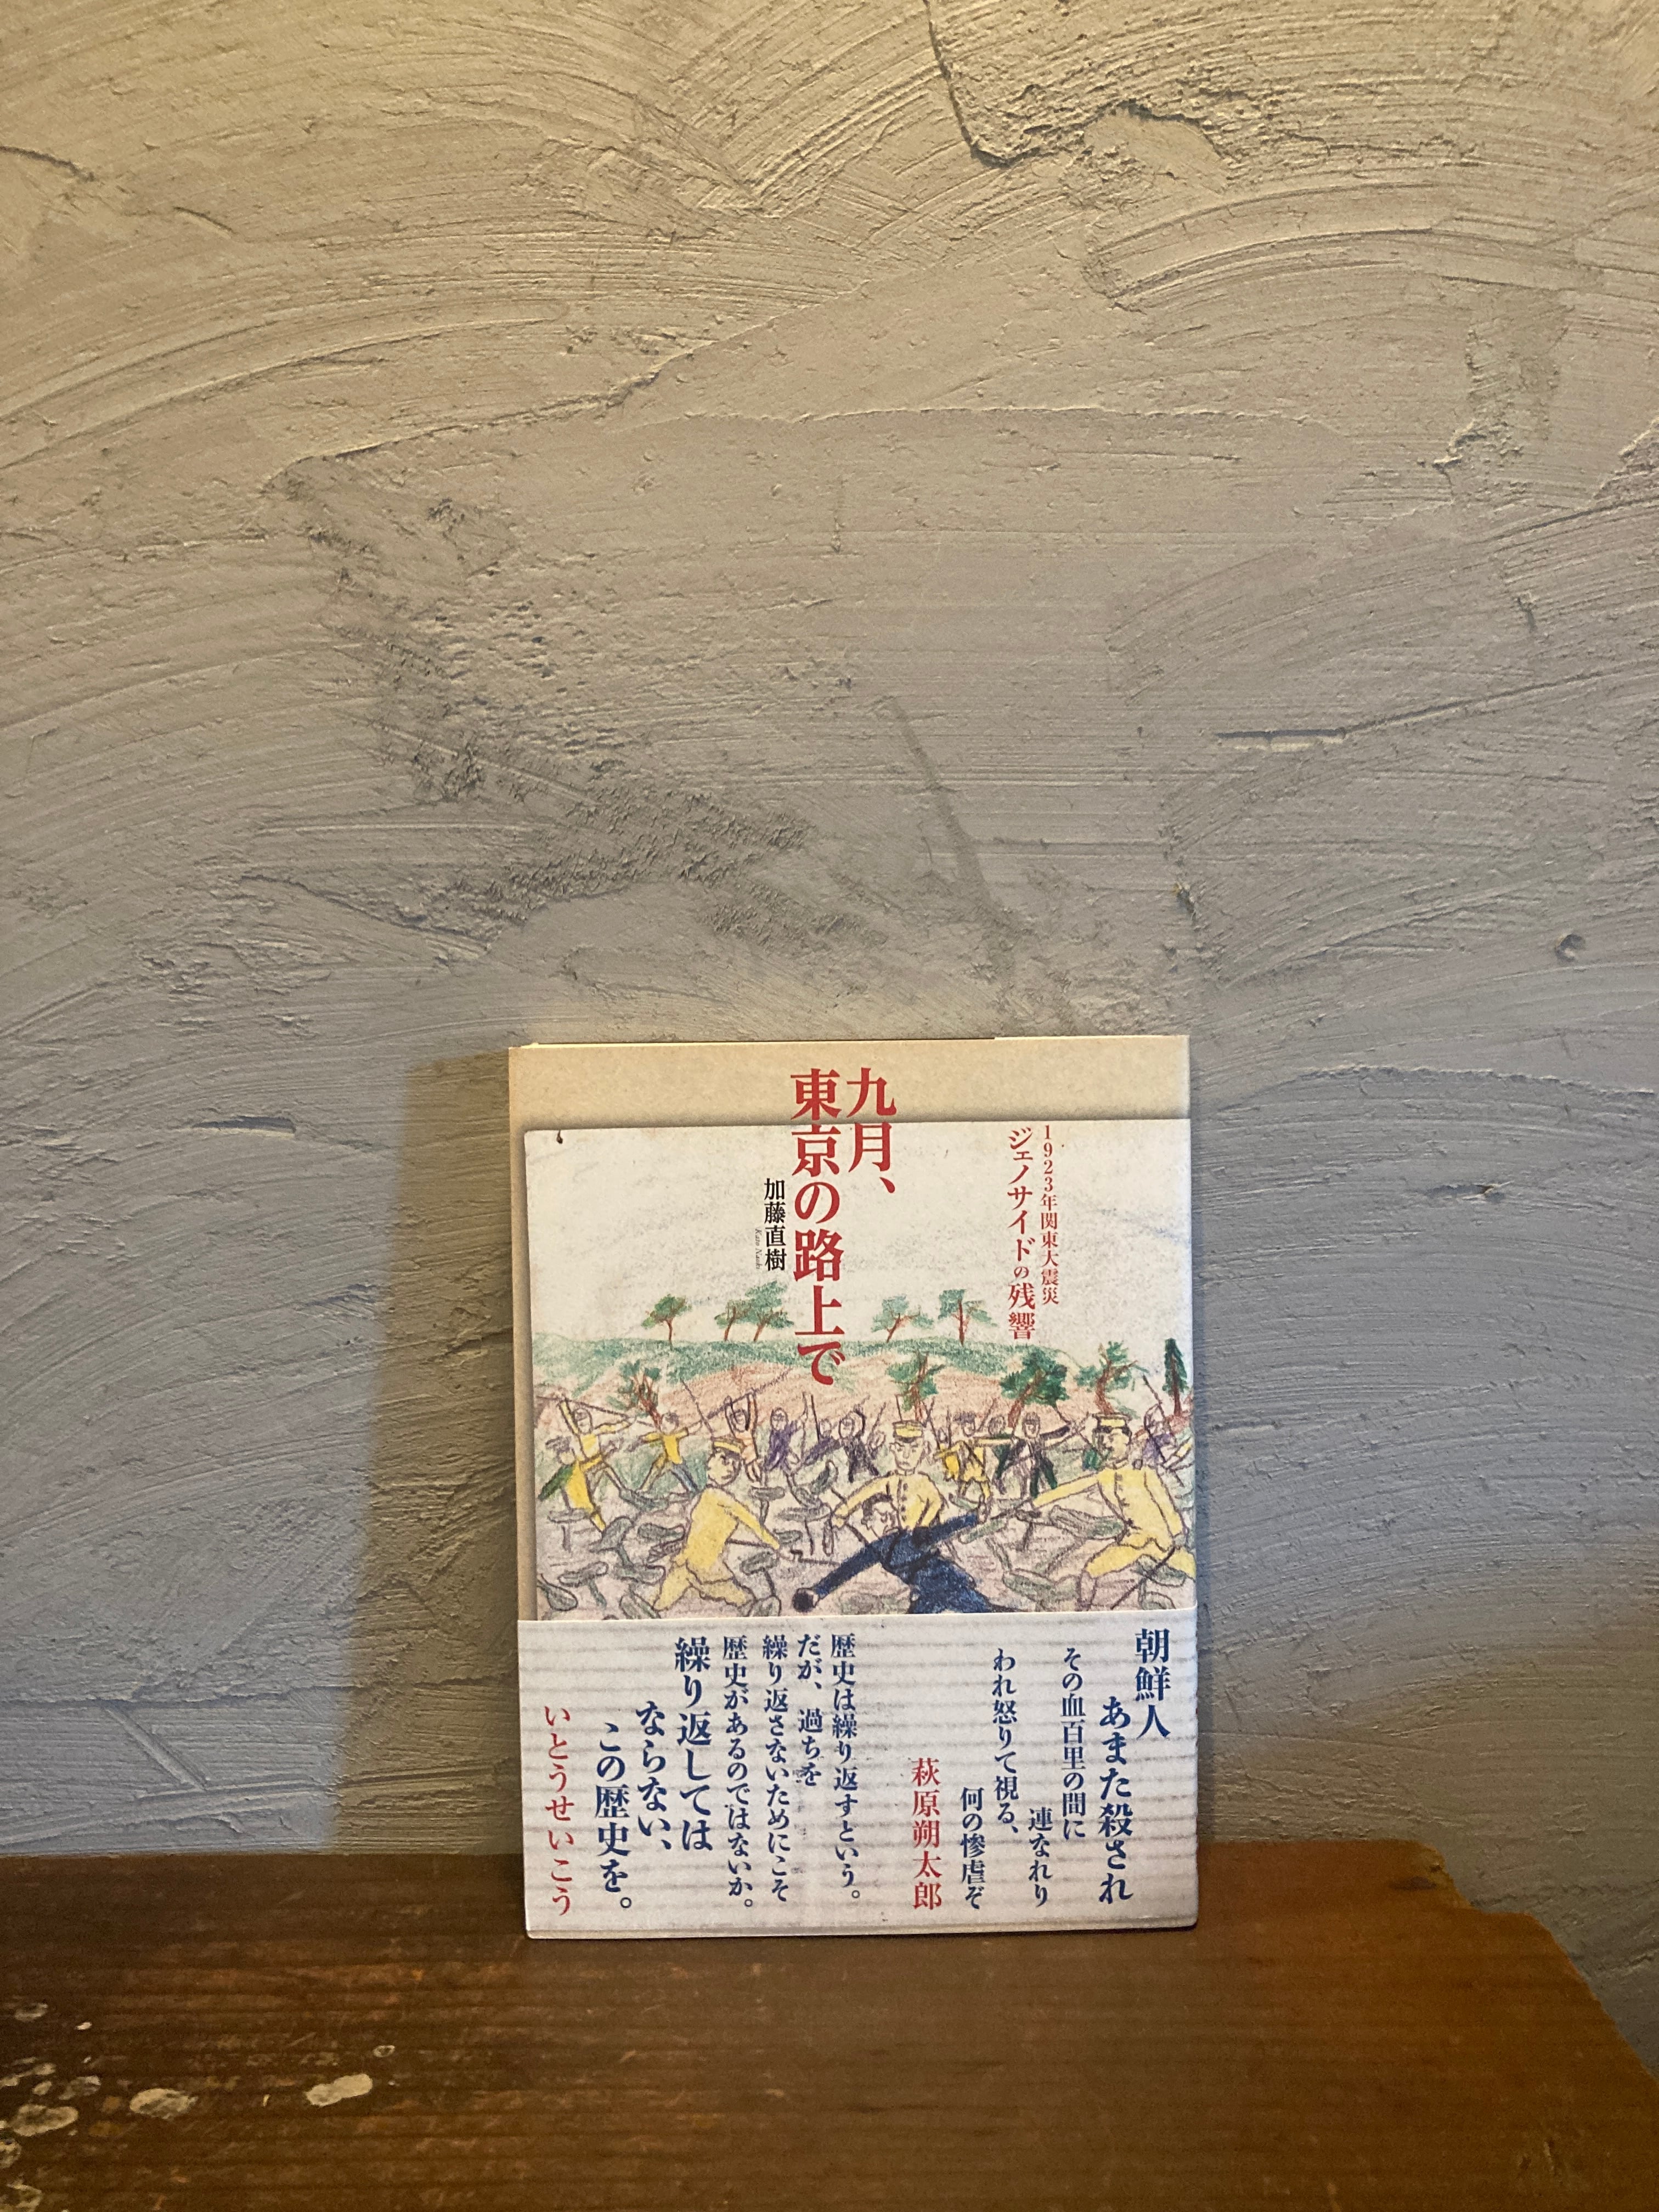 1923年関東大震災
ジェノサイドの残響
九月、
東京の路上で
加藤直樹
朝鮮人
あまた殺され
その血百里の間に
連なれり
われ怒りて視る、
何の惨虐ぞ
萩原朔太郎
歴史は繰り返すという。
だが、過ちを
繰り返さないためにこそ
歴史があるのではないか。
繰り返しては
ならない、
この歴史を。
いとうせいこう